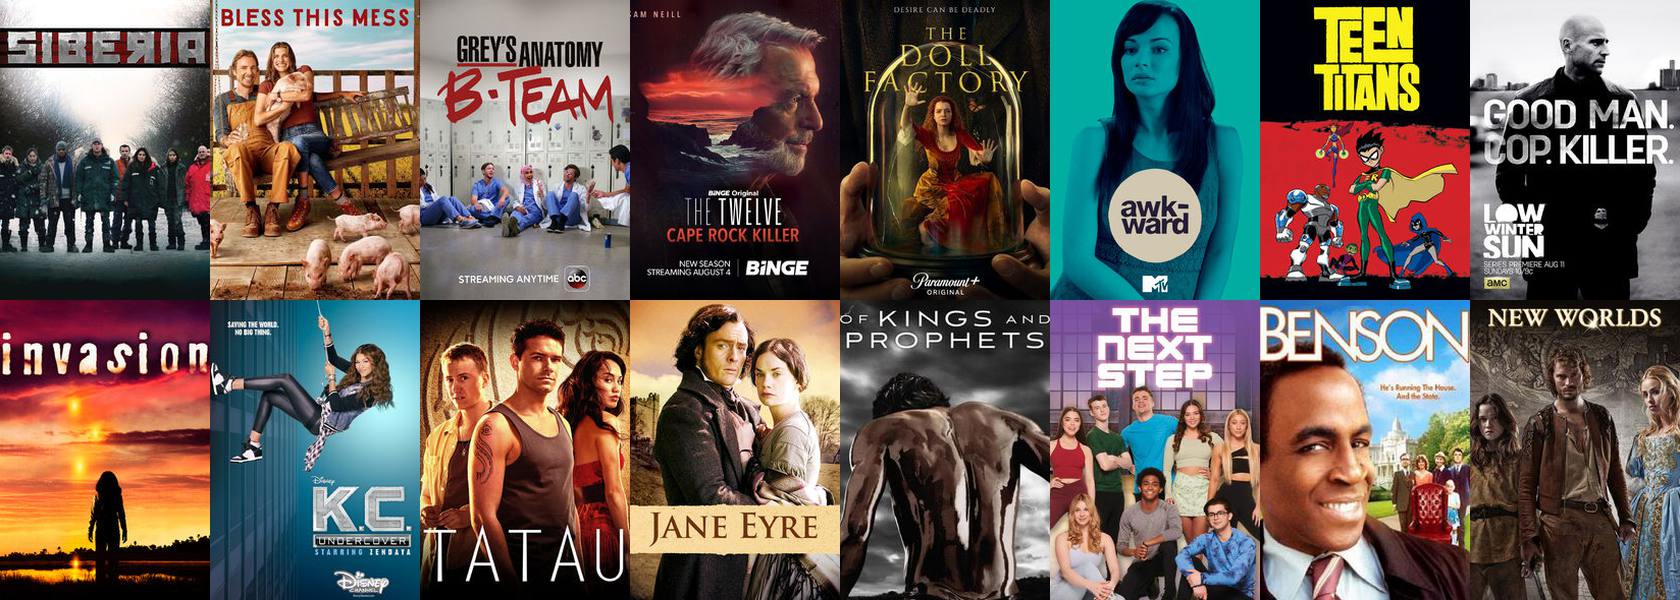 SIBERIA
BLESS THIS MESS
GREY'S ANATOMY
B-TEAM
STREAMING ANYTIME abc
SAM NEILL
BiNGE Original
THE TWELVE
CAPE ROCK KILLER
NEW SEASON
STREAMING AUGUST 4
BiNGE
DESIRE CAN BE DEADLY
THE
DOLL
FACTORY
Paramount+
ORIGINAL
awk-
ward
MTV
TEEN
TITANS
GOOD MAN.
COP KILLER.
LOW
WINTER
SUN
SERIES PREMIERE AUG 11
SUNDAYS 10/9c
amc
invasion
SAVING THE WORLD.
NO BIG THING.
Disney
K.C.
UNDERCOVER
STARRING ZENDAYA
Disney
CHANNEL
TATAU
JANE EYRE
OF KINGS AND
PROPHETS
THE
NEXT
STEP
BENSON
He's Running The House.
And the State.
NEW WORLDS